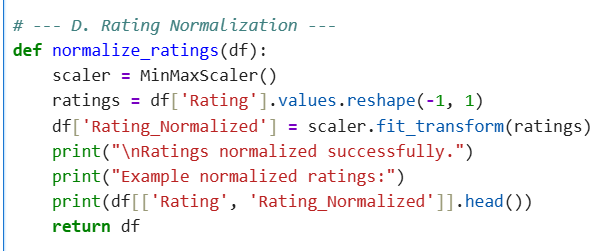 # --- D. Rating Normalization ---
def normalize_ratings(df):
    scaler = MinMaxScaler()
    ratings = df['Rating'].values.reshape(-1, 1)
    df['Rating_Normalized'] = scaler.fit_transform(ratings)
    print("\nRatings normalized successfully.")
    print("Example normalized ratings:")
    print(df[['Rating', 'Rating_Normalized']].head())
    return df